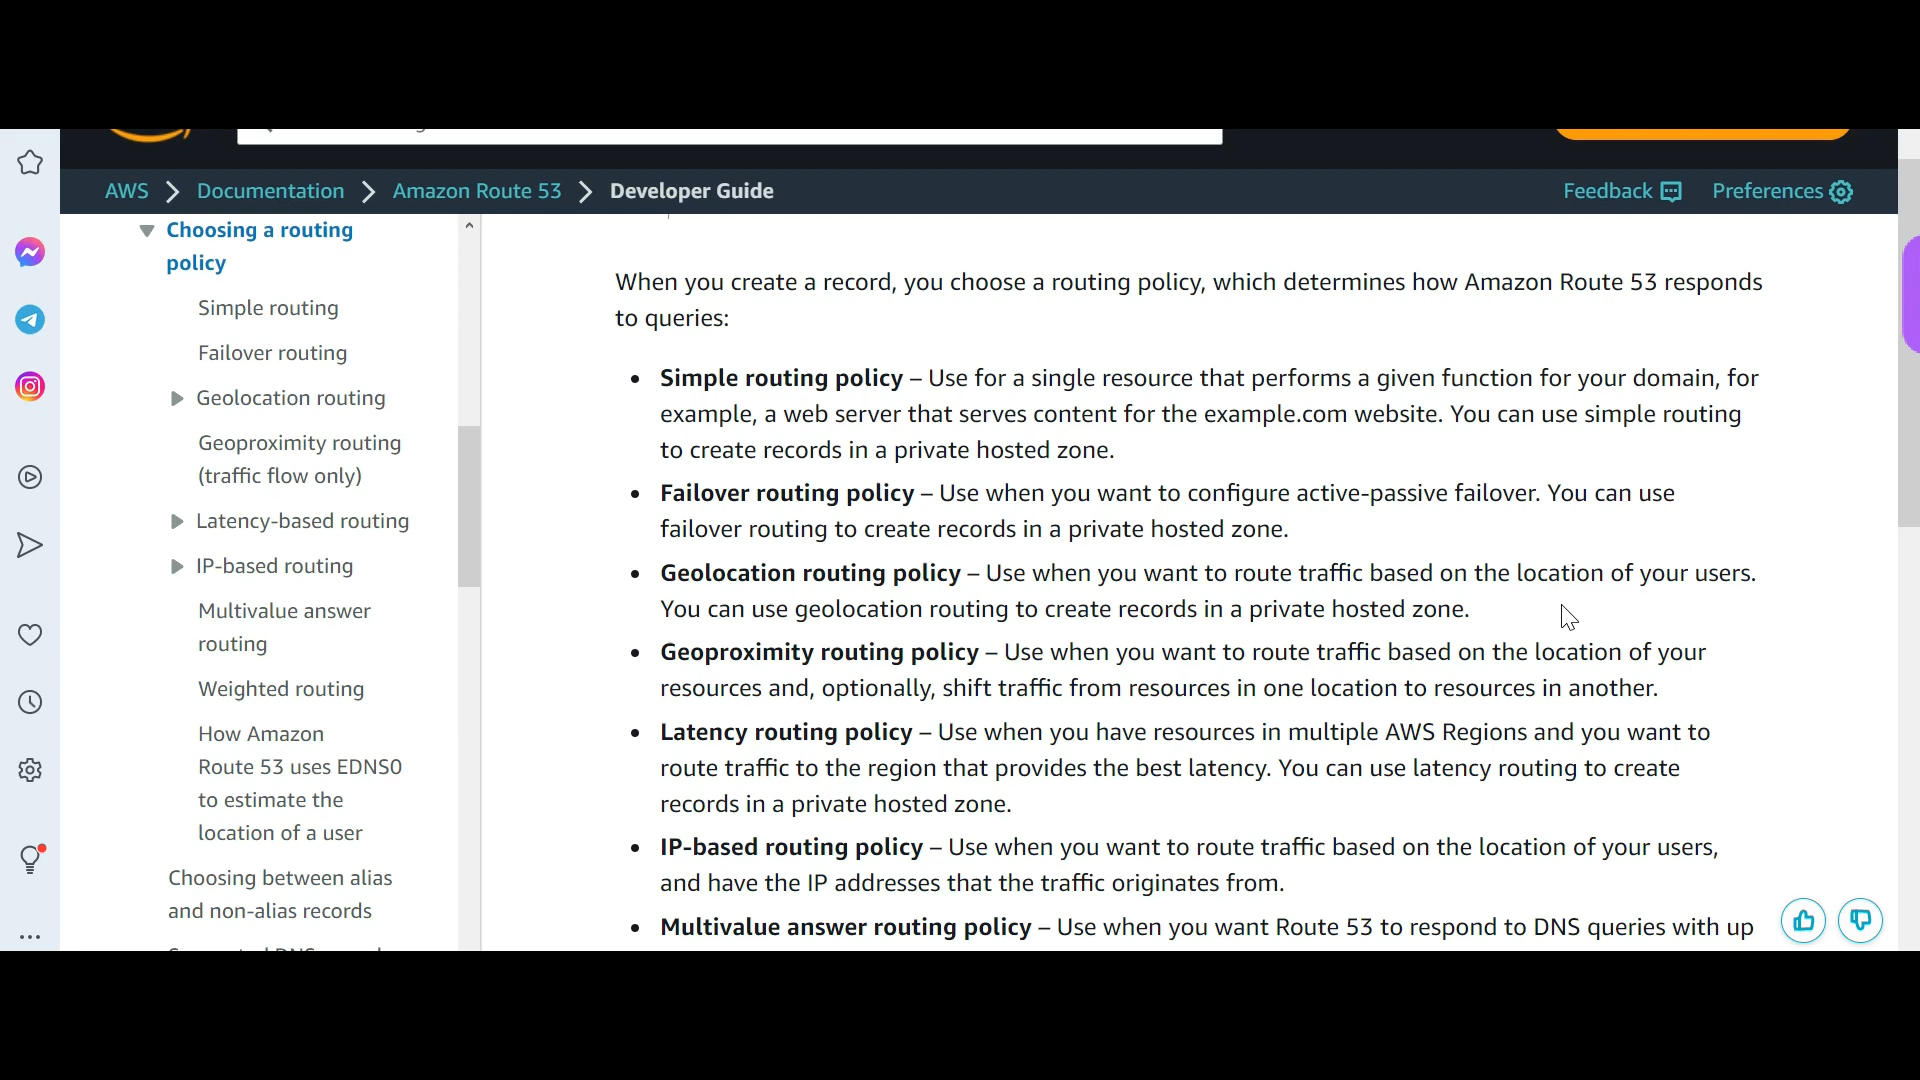 AWS > Documentation > Amazon Route 53 > Developer Guide
Feedback
Preferences
Choosing a routing
policy
Simple routing
Failover routing
Geolocation routing
Geoproximity routing
(traffic flow only)
Latency-based routing
IP-based routing
Multivalue answer
routing
Weighted routing
How Amazon
Route 53 uses EDNS0
to estimate the
location of a user
Choosing between alias
and non-alias records
When you create a record, you choose a routing policy, which determines how Amazon Route 53 responds
to queries:
• Simple routing policy – Use for a single resource that performs a given function for your domain, for
example, a web server that serves content for the example.com website. You can use simple routing
to create records in a private hosted zone.
• Failover routing policy – Use when you want to configure active-passive failover. You can use
failover routing to create records in a private hosted zone.
• Geolocation routing policy – Use when you want to route traffic based on the location of your users.
You can use geolocation routing to create records in a private hosted zone.
• Geoproximity routing policy – Use when you want to route traffic based on the location of your
resources and, optionally, shift traffic from resources in one location to resources in another.
• Latency routing policy – Use when you have resources in multiple AWS Regions and you want to
route traffic to the region that provides the best latency. You can use latency routing to create
records in a private hosted zone.
• IP-based routing policy – Use when you want to route traffic based on the location of your users,
and have the IP addresses that the traffic originates from.
• Multivalue answer routing policy – Use when you want Route 53 to respond to DNS queries with up